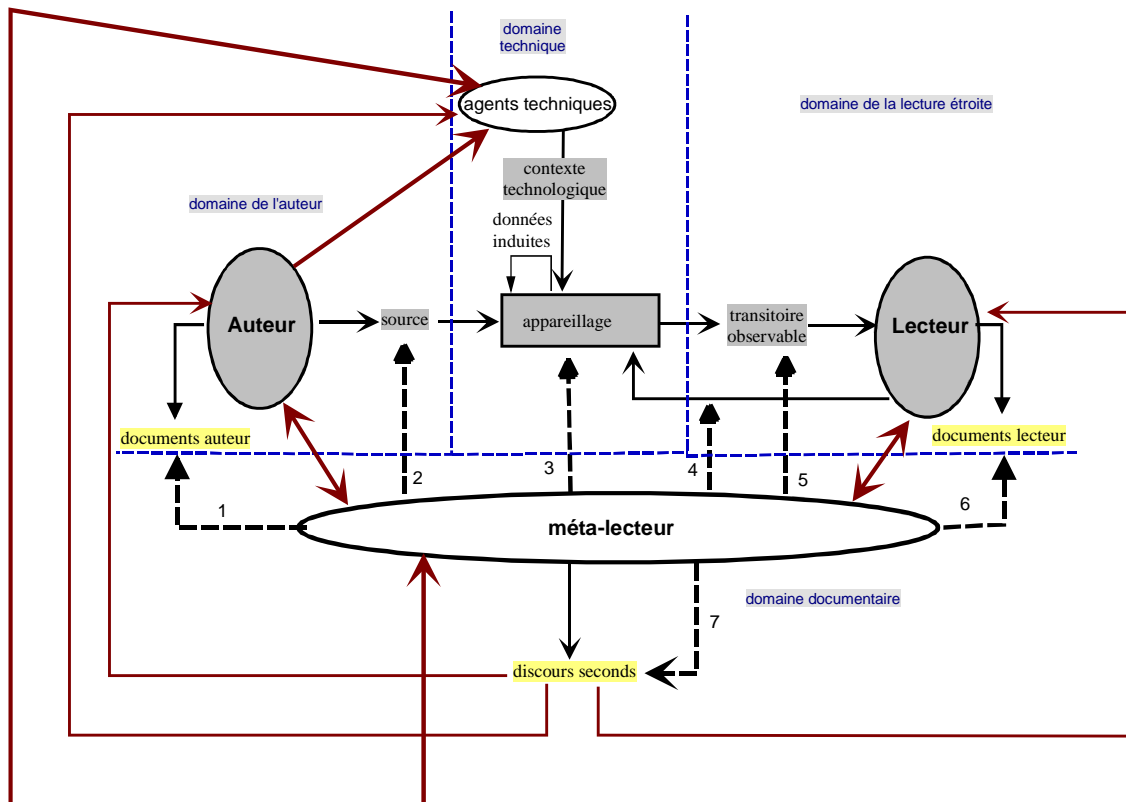 domaine
technique
agents techniques
domaine de la lecture étroite
contexte
technologique
domaine de l'auteur
données
induites
Auteur
source
appareillage
transitoire
observable
Lecteur
documents auteur
documents lecteur
1
2
3
4
5
6
méta-lecteur
domaine documentaire
7
discours seconds